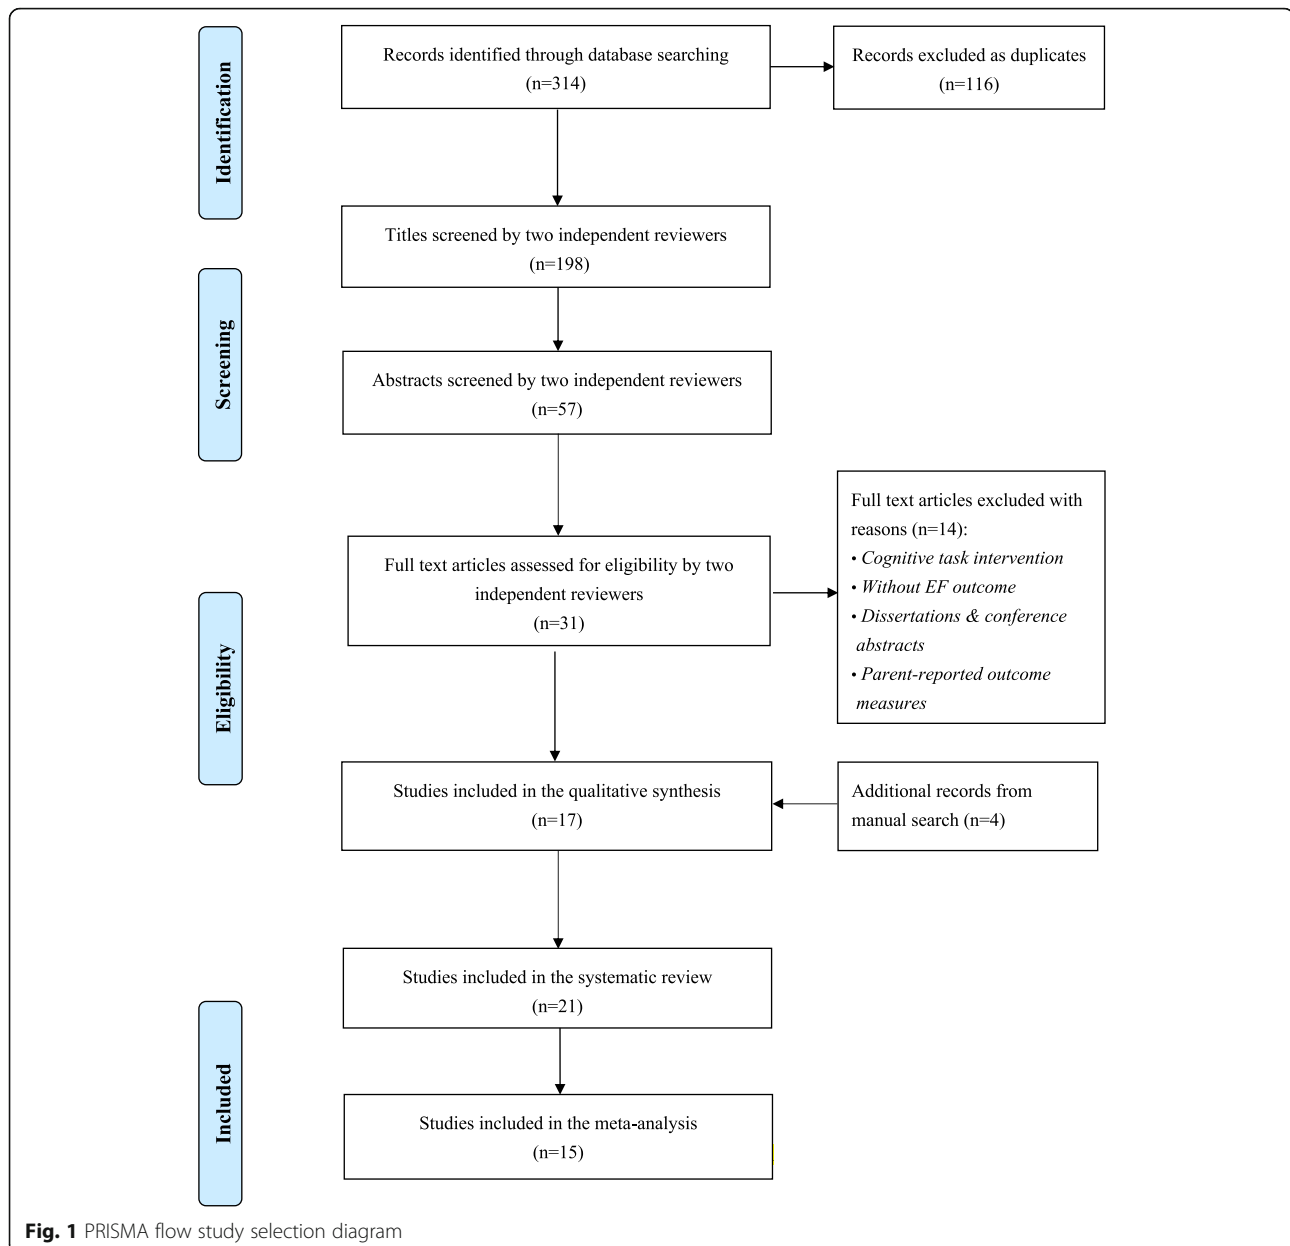 Identification
Records identified through database searching
(n=314)
Records excluded as duplicates
(n=116)
Titles screened by two independent reviewers
(n=198)
Screening
Abstracts screened by two independent reviewers
(n=57)
Eligibility
Full text articles assessed for eligibility by two
independent reviewers
(n=31)
Full text articles excluded with
reasons (n=14):
• Cognitive task intervention
• Without EF outcome
• Dissertations & conference
abstracts
• Parent-reported outcome
measures
Studies included in the qualitative synthesis
(n=17)
Additional records from
manual search (n=4)
Included
Studies included in the systematic review
(n=21)
Studies included in the meta-analysis
(n=15)
Fig. 1 PRISMA flow study selection diagram